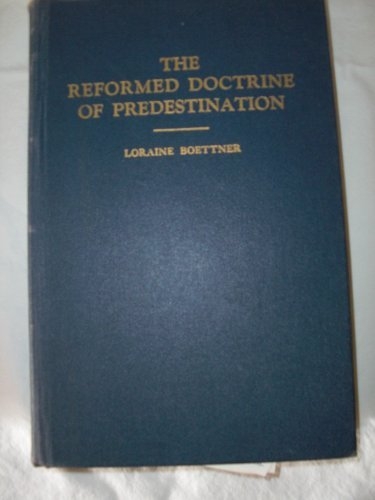 THE
REFORMED DOCTRINE
OF PREDESTINATION
LORAINE BOETTNER